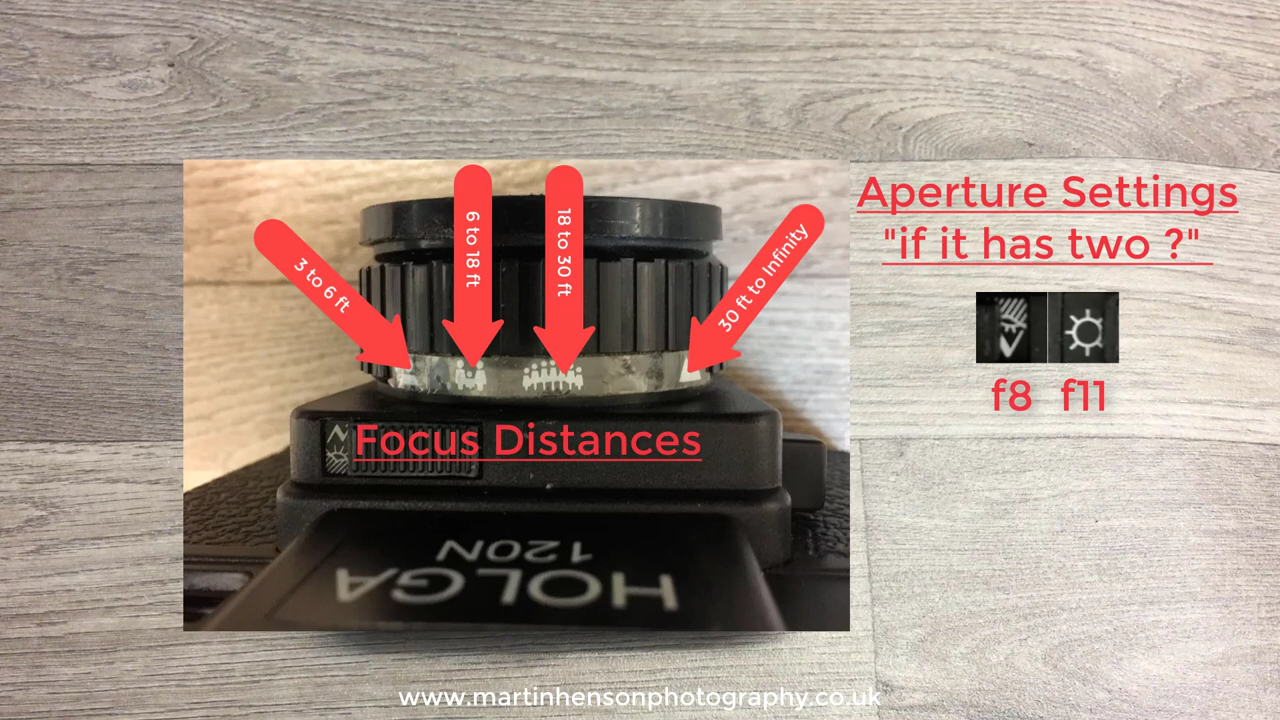 Aperture Settings
"if it has two ?"
3 to 6 ft
6 to 18 ft
18 to 30 ft
30 ft to Infinity
f8 f11
Focus Distances
120N
HOLGA
www.martinhensonphotography.co.uk